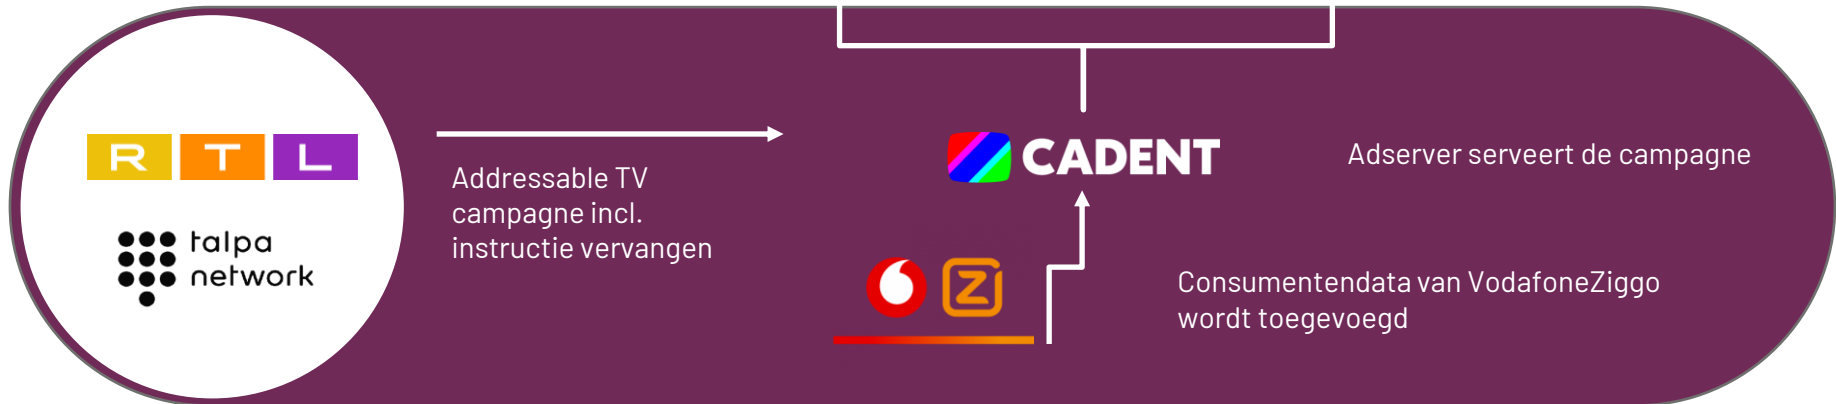 RTL
talpa
network
Addressable TV
campagne incl.
instructie vervangen
CADENT
Adserver serveert de campagne
Z
Consumentendata van VodafoneZiggo
wordt toegevoegd